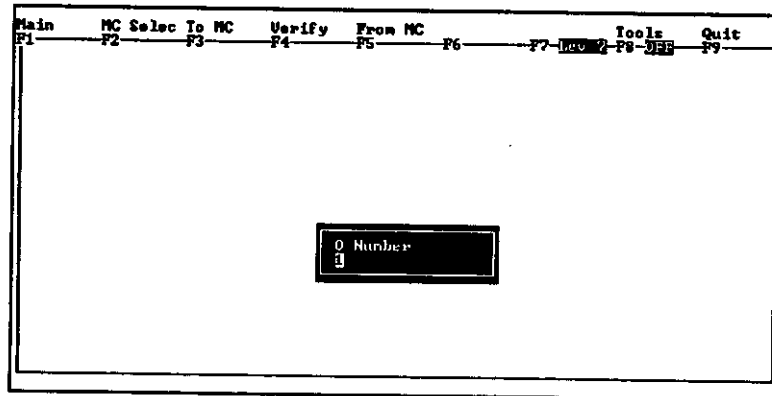 Main MC Selec To MC Verify From MC Tools Quit
F1 F2 F3 F4 F5 F6 F7 F8 OFF F9
0 Number
1